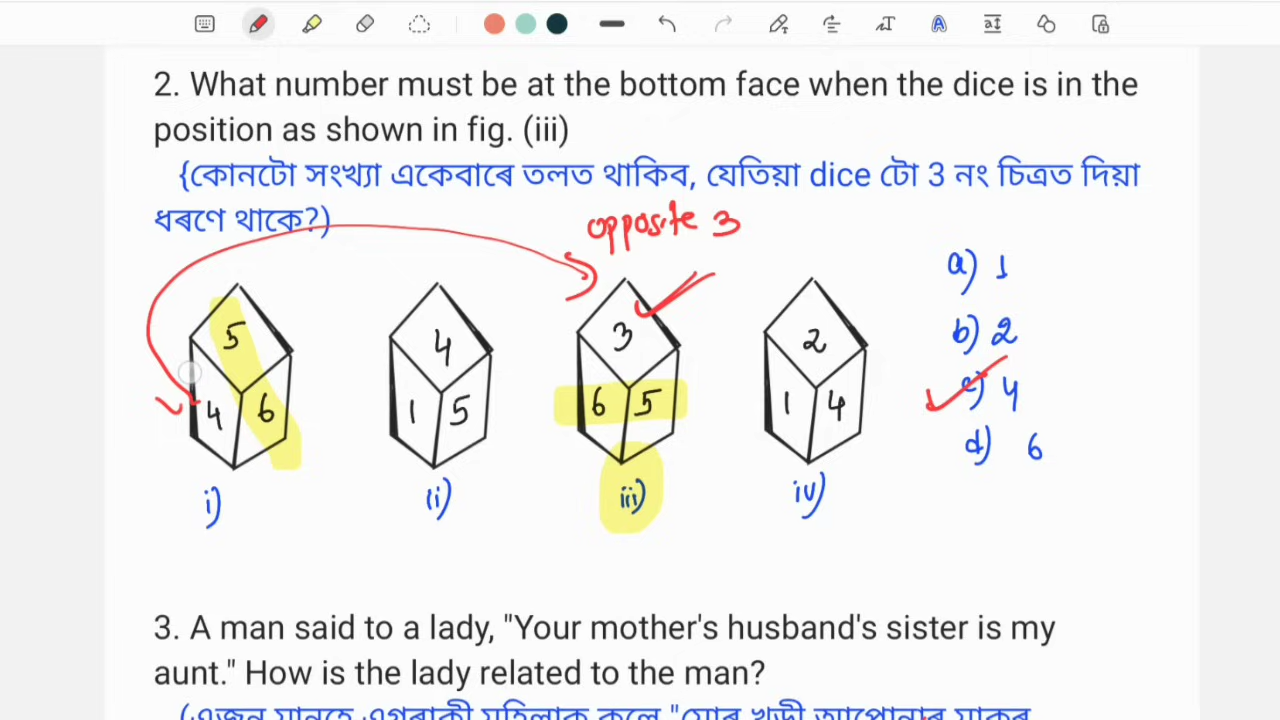 2. What number must be at the bottom face when the dice is in the
position as shown in fig. (iii)
{কোনটো সংখ্যা একেবাৰে তলত থাকিব, যেতিয়া dice টো 3 নং চিত্ৰত দিয়া
ধৰণে থাকে?)
opposite 3
5
4 6
i)
4
1 5
(i)
3
6 5
iii)
2
1 4
iv)
a) 1
b) 2
c) 4
d) 6
3. A man said to a lady, "Your mother's husband's sister is my
aunt." How is the lady related to the man?